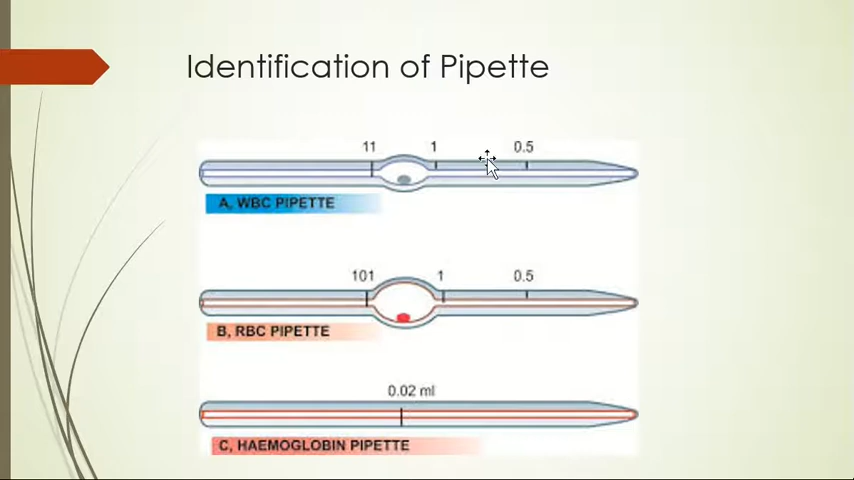 Identification of Pipette
11 1 0.5
A, WBC PIPETTE
101 1 0.5
B, RBC PIPETTE
0.02 ml
C, HAEMOGLOBIN PIPETTE